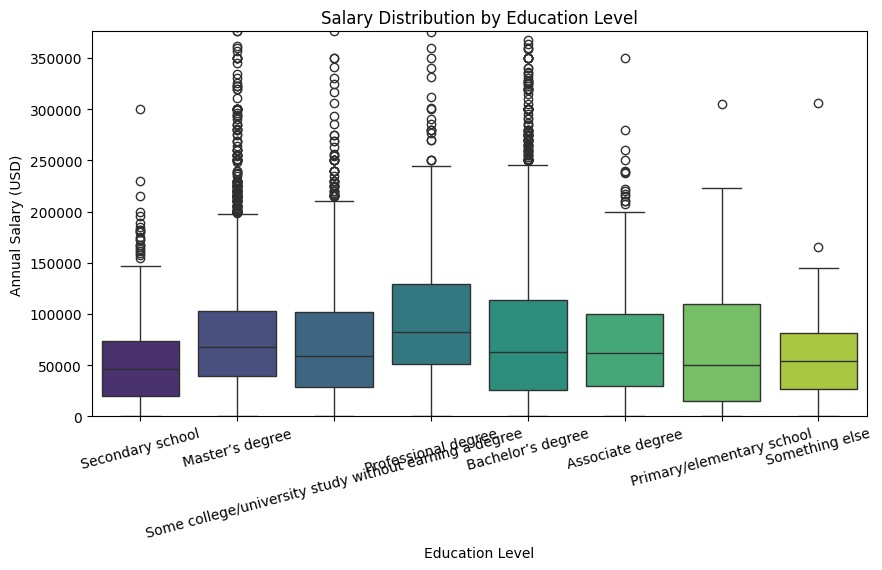 Salary Distribution by Education Level
Annual Salary (USD)
350000
300000
250000
200000
150000
100000
50000
0
Secondary school
Master’s degree
Some college/university study without earning a degree
Professional degree
Bachelor’s degree
Associate degree
Primary/elementary school
Something else
Education Level